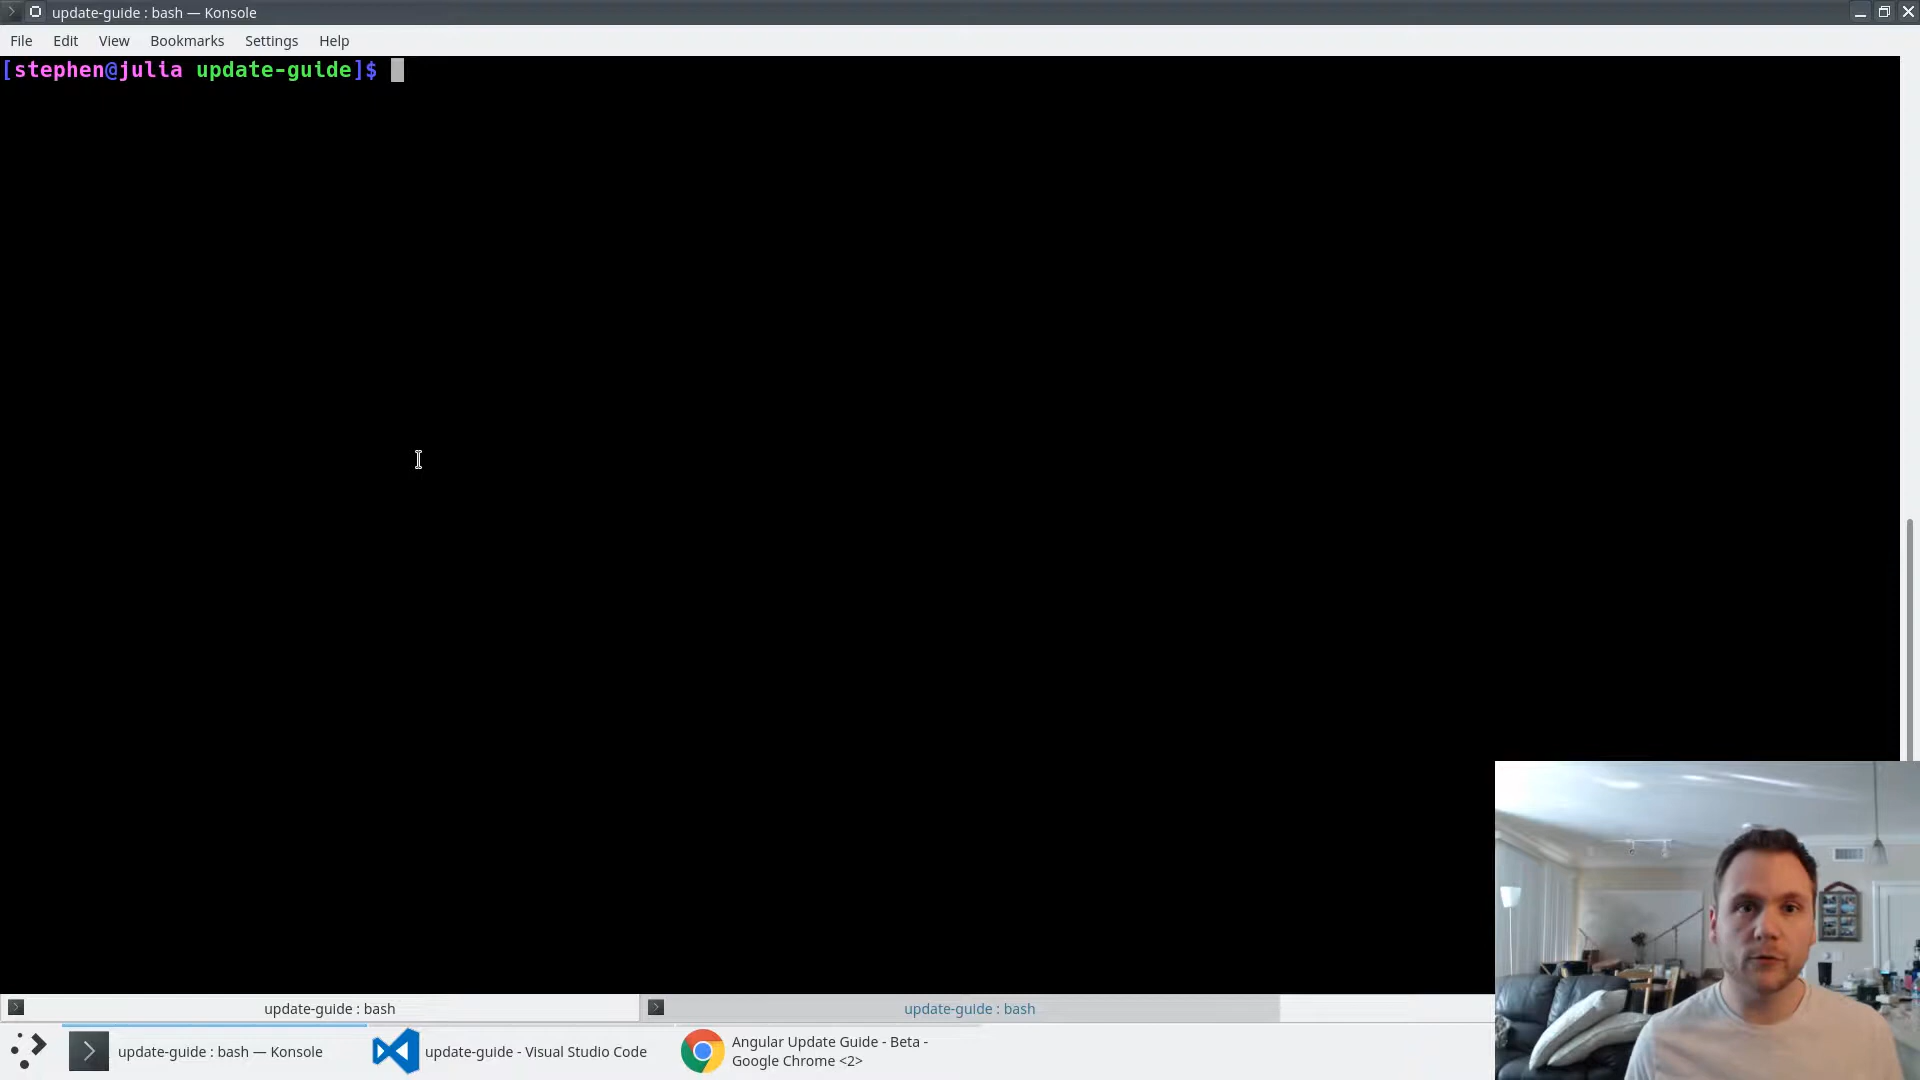 update-guide : bash — Konsole
File Edit View Bookmarks Settings Help
[stephen@julia update-guide]$
update-guide : bash
update-guide : bash
update-guide : bash — Konsole
update-guide - Visual Studio Code
Angular Update Guide - Beta -
Google Chrome <2>